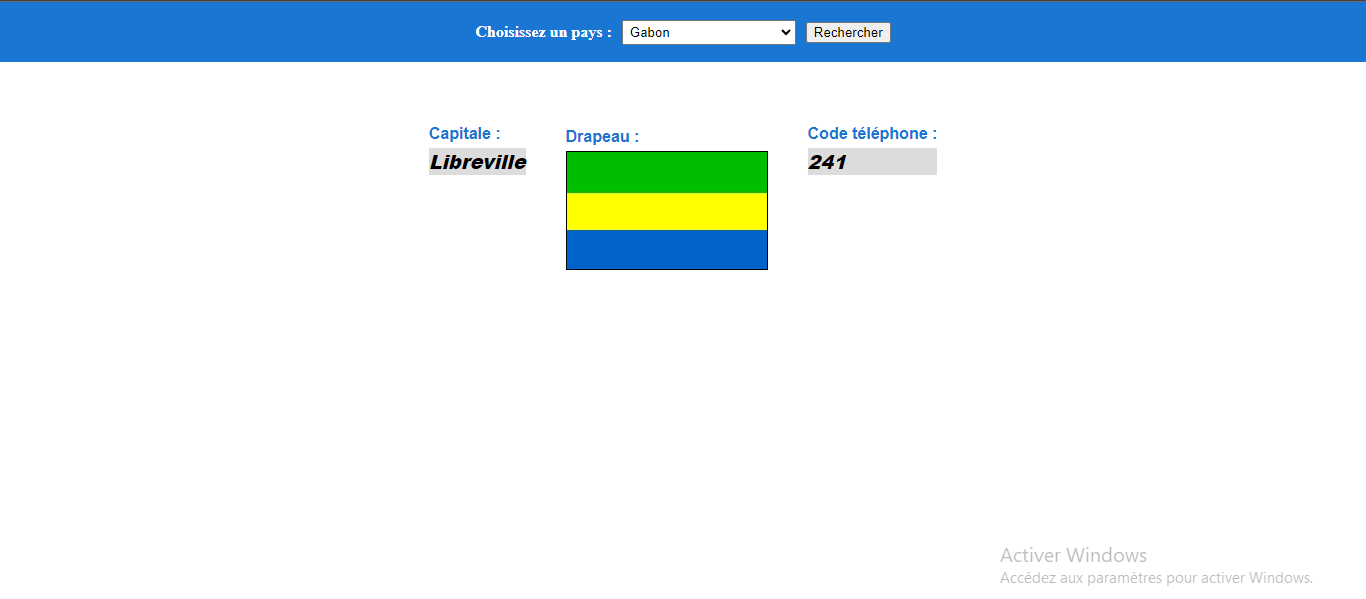 Choisissez un pays : Gabon Rechercher
Capitale : Drapeau : Code téléphone :
Libreville 241
Activer Windows
Accédez aux paramètres pour activer Windows.